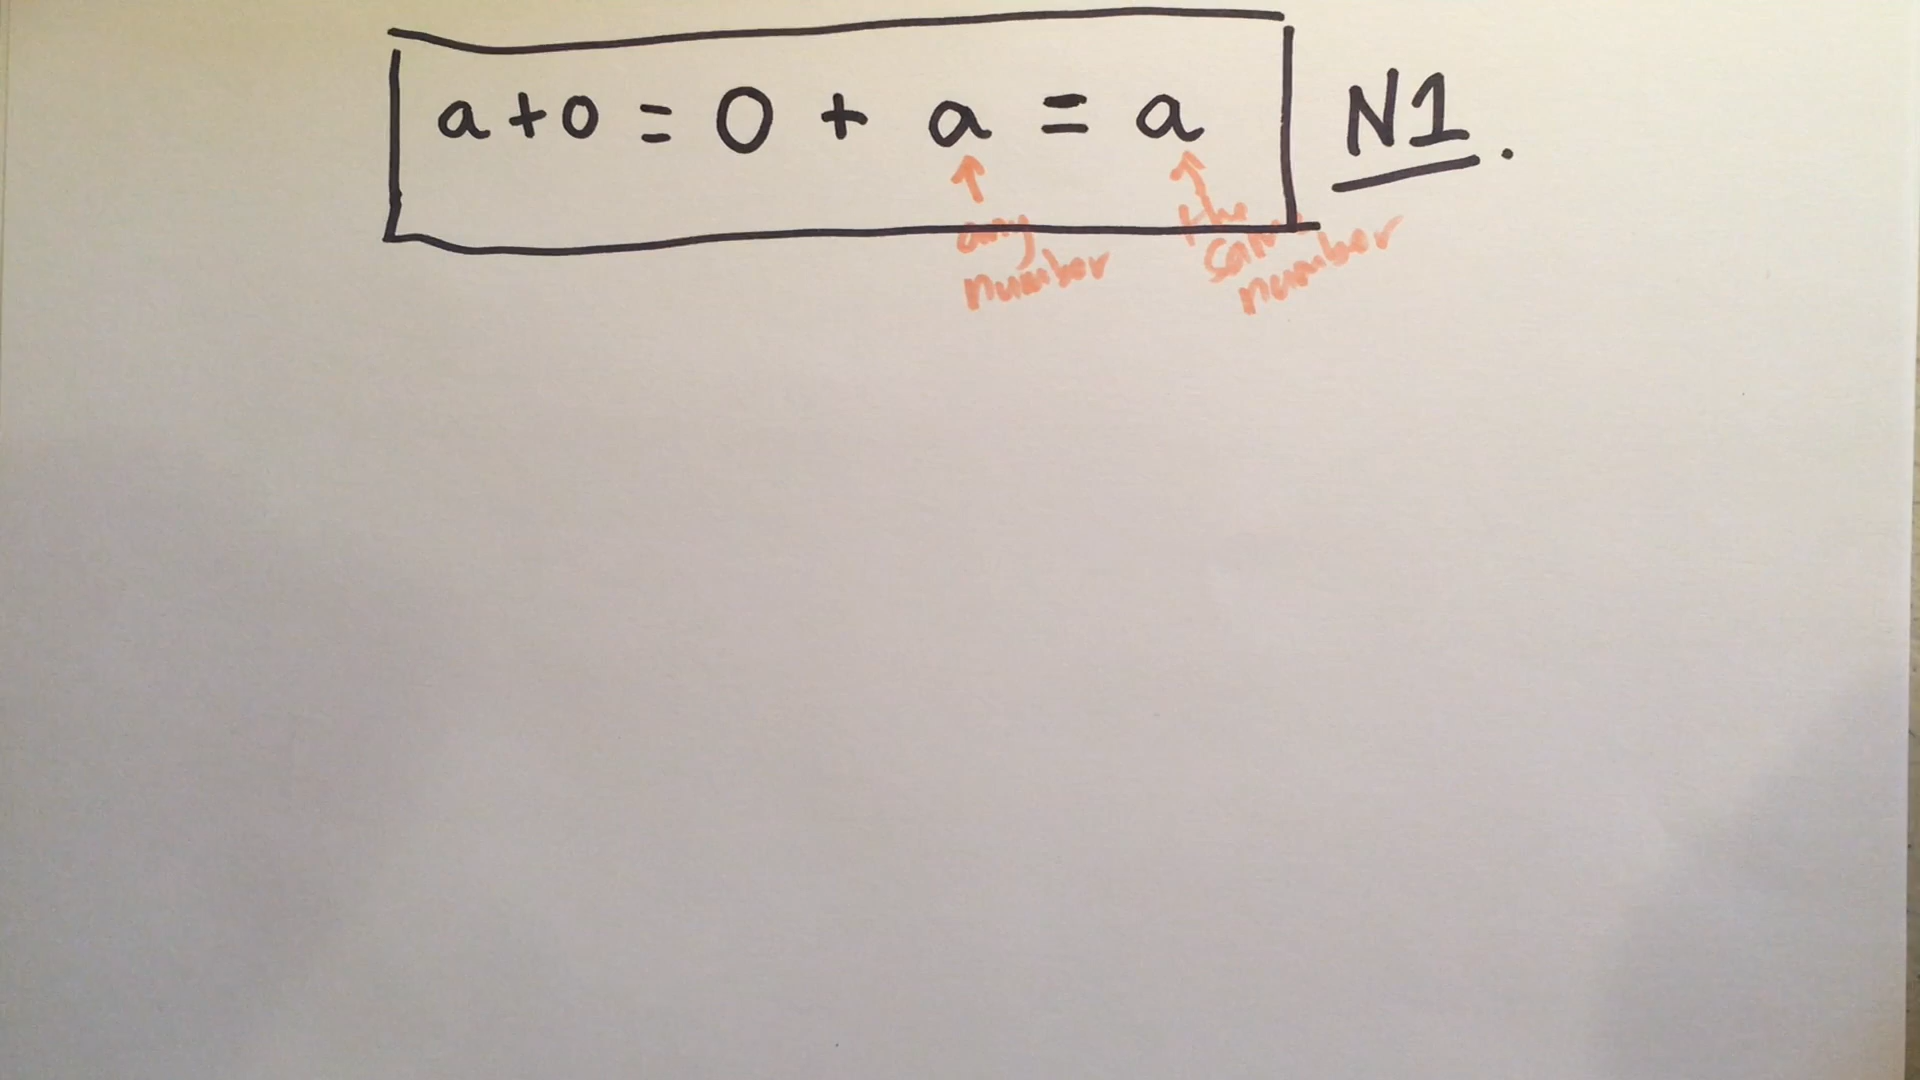 a + 0 = 0 + a = a N1.
↑ any number
↑ the same number